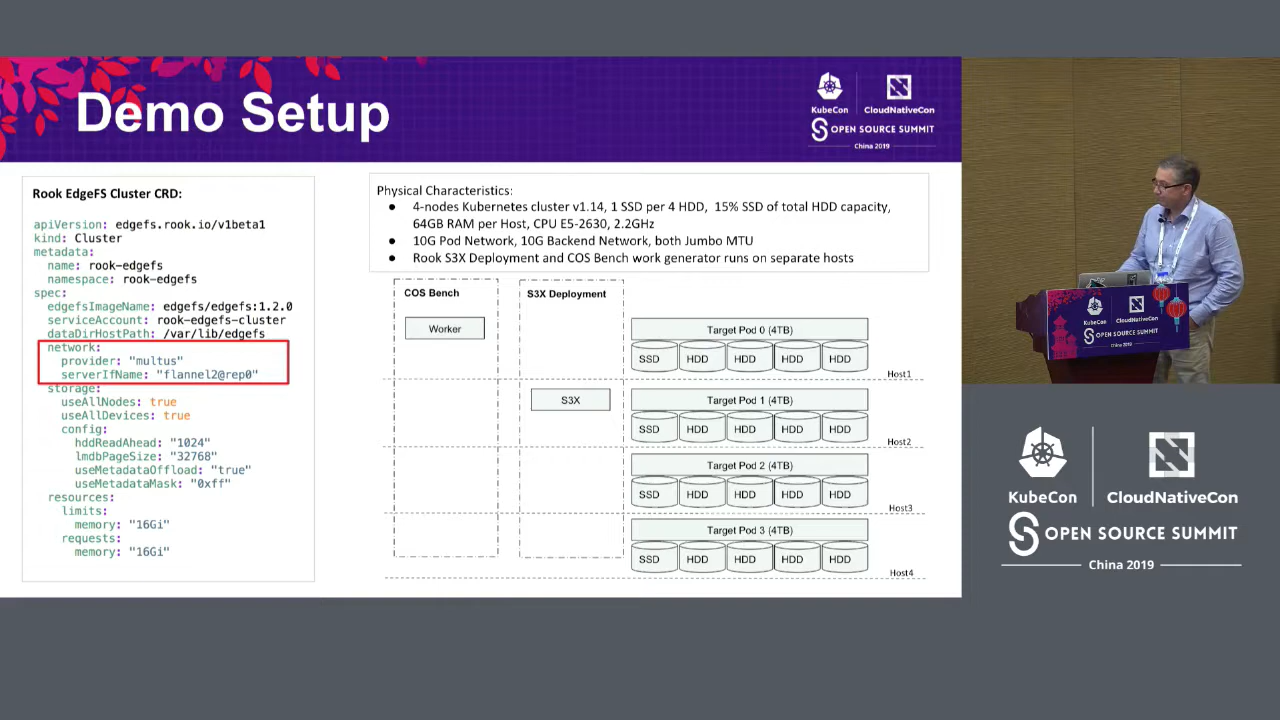 Demo Setup
KubeCon
CloudNativeCon
OPEN SOURCE SUMMIT
China 2019
Rook EdgeFS Cluster CRD:
apiVersion: edgefs.rook.io/v1beta1
kind: Cluster
metadata:
name: rook-edgefs
namespace: rook-edgefs
spec:
edgefsImageName: edgefs/edgefs:1.2.0
serviceAccount: rook-edgefs-cluster
dataDirHostPath: /var/lib/edgefs
network:
provider: "multus"
serverIfName: "flannel2@rep0"
storage:
useAllNodes: true
useAllDevices: true
config:
hddReadAhead: "1024"
lmdbPageSize: "32768"
useMetadataOffload: "true"
useMetadataMask: "0xff"
resources:
limits:
memory: "16Gi"
requests:
memory: "16Gi"
Physical Characteristics:
● 4-nodes Kubernetes cluster v1.14, 1 SSD per 4 HDD, 15% SSD of total HDD capacity,
64GB RAM per Host, CPU E5-2630, 2.2GHz
● 10G Pod Network, 10G Backend Network, both Jumbo MTU
● Rook S3X Deployment and COS Bench work generator runs on separate hosts
COS Bench
S3X Deployment
Worker
Target Pod 0 (4TB)
SSD HDD HDD HDD HDD
Host1
S3X
Target Pod 1 (4TB)
SSD HDD HDD HDD HDD
Host2
Target Pod 2 (4TB)
SSD HDD HDD HDD HDD
Host3
Target Pod 3 (4TB)
SSD HDD HDD HDD HDD
Host4
KubeCon
CloudNativeCon
OPEN SOURCE SUMMIT
China 2019
KubeCon
CloudNativeCon
OPEN SOURCE SUMMIT
China 2019